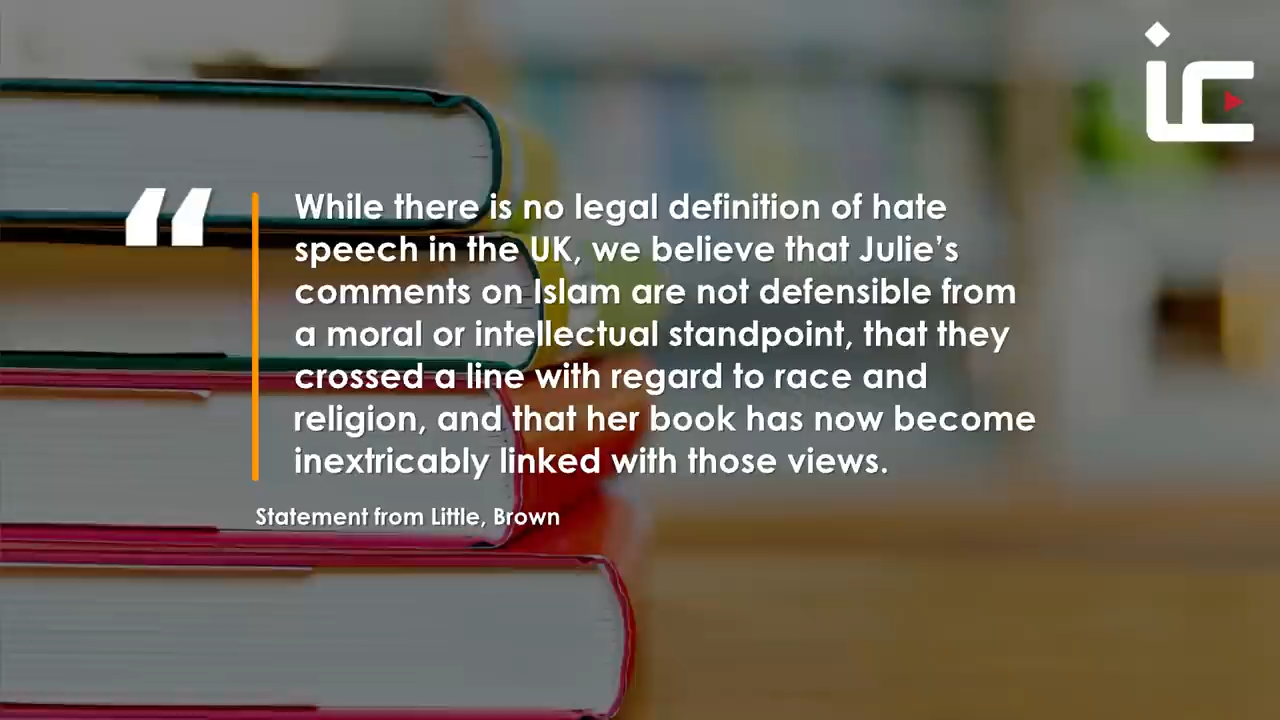 While there is no legal definition of hate
speech in the UK, we believe that Julie’s
comments on Islam are not defensible from
a moral or intellectual standpoint, that they
crossed a line with regard to race and
religion, and that her book has now become
inextricably linked with those views.
Statement from Little, Brown